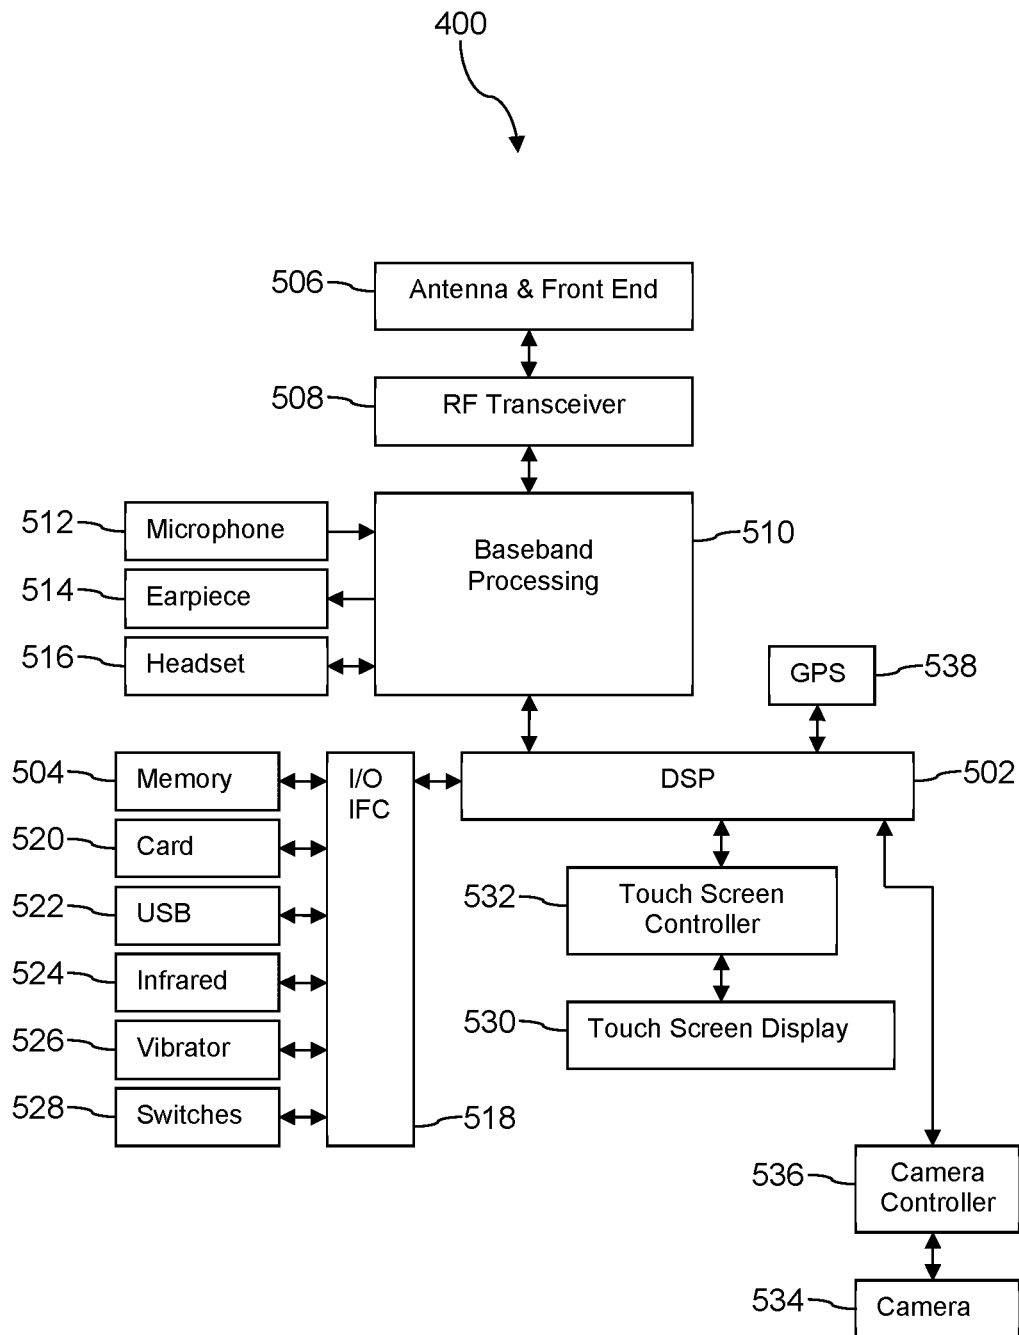 400
506
Antenna & Front End
508
RF Transceiver
512
Microphone
Baseband
Processing
510
514
Earpiece
516
Headset
GPS
538
504
Memory
I/O
IFC
DSP
502
520
Card
522
USB
532
Touch Screen
Controller
524
Infrared
530
Touch Screen Display
526
Vibrator
528
Switches
518
536
Camera
Controller
534
Camera